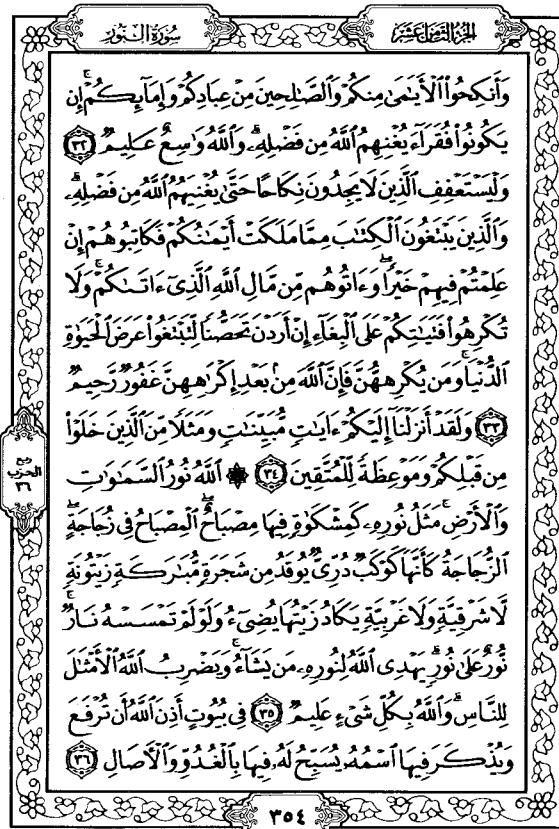 الجزء الثامن عشر
سورة النور
وَأَنكِحُوا۟ ٱلْأَيَـٰمَىٰ مِنكُمْ وَٱلصَّـٰلِحِينَ مِنْ عِبَادِكُمْ وَإِمَآئِكُمْ ۚ إِن
يَكُونُوا۟ فُقَرَآءَ يُغْنِهِمُ ٱللَّهُ مِن فَضْلِهِۦ ۗ وَٱللَّهُ وَٰسِعٌ عَلِيمٌ ٣٢
وَلْيَسْتَعْفِفِ ٱلَّذِينَ لَا يَجِدُونَ نِكَاحًا حَتَّىٰ يُغْنِيَهُمُ ٱللَّهُ مِن فَضْلِهِۦ ۗ
وَٱلَّذِينَ يَبْتَغُونَ ٱلْكِتَـٰبَ مِمَّا مَلَكَتْ أَيْمَـٰنُكُمْ فَكَاتِبُوهُمْ إِنْ
عَلِمْتُمْ فِيهِمْ خَيْرًا ۖ وَءَاتُوهُم مِّن مَّالِ ٱللَّهِ ٱلَّذِىٓ ءَاتَىٰكُمْ ۚ وَلَا
تُكْرِهُوا۟ فَتَيَـٰتِكُمْ عَلَى ٱلْبِغَآءِ إِنْ أَرَدْنَ تَحَصُّنًا لِّتَبْتَغُوا۟ عَرَضَ ٱلْحَيَوٰةِ
ٱلدُّنْيَا ۚ وَمَن يُكْرِههُّنَّ فَإِنَّ ٱللَّهَ مِنۢ بَعْدِ إِكْرَٰهِهِنَّ غَفُورٌ رَّحِيمٌ
٣٣ وَلَقَدْ أَنزَلْنَآ إِلَيْكُمْ ءَايَـٰتٍ مُّبَيِّنَـٰتٍ وَمَثَلًا مِّنَ ٱلَّذِينَ خَلَوْا۟
مِن قَبْلِكُمْ وَمَوْعِظَةً لِّلْمُتَّقِينَ ٣٤ ۞ ٱللَّهُ نُورُ ٱلسَّمَـٰوَٰتِ
وَٱلْأَرْضِ ۚ مَثَلُ نُورِهِۦ كَمِشْكَوٰةٍ فِيهَا مِصْبَاحٌ ۖ ٱلْمِصْبَاحُ فِى زُجَاجَةٍ ۖ
ٱلزُّجَاجَةُ كَأَنَّهَا كَوْكَبٌ دُرِّىٌّ يُوقَدُ مِن شَجَرَةٍ مُّبَـٰرَكَةٍ زَيْتُونَةٍ
لَّا شَرْقِيَّةٍ وَلَا غَرْبِيَّةٍ يَكَادُ زَيْتُهَا يُضِىٓءُ وَلَوْ لَمْ تَمْسَسْهُ نَارٌ ۚ
نُّورٌ عَلَىٰ نُورٍ ۗ يَهْدِى ٱللَّهُ لِنُورِهِۦ مَن يَشَآءُ ۚ وَيَضْرِبُ ٱللَّهُ ٱلْأَمْثَـٰلَ
لِلنَّاسِ ۗ وَٱللَّهُ بِكُلِّ شَىْءٍ عَلِيمٌ ٣٥ فِى بُيُوتٍ أَذِنَ ٱللَّهُ أَن تُرْفَعَ
وَيُذْكَرَ فِيهَا ٱسْمُهُۥ يُسَبِّحُ لَهُۥ فِيهَا بِٱلْغُدُوِّ وَٱلْـَٔاصَالِ ٣٦
ربع
الحزب
٣٦
٣٥٤